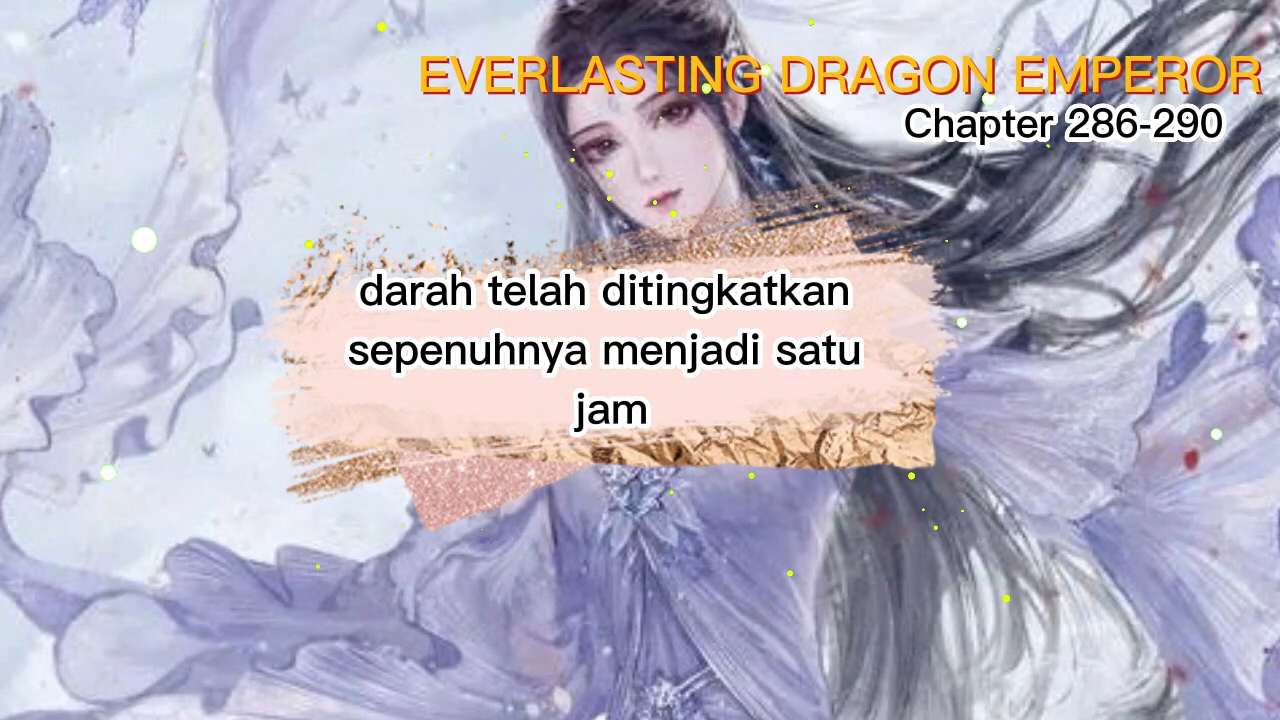 EVERLASTING DRAGON EMPEROR
Chapter 286-290
darah telah ditingkatkan
sepenuhnya menjadi satu
jam